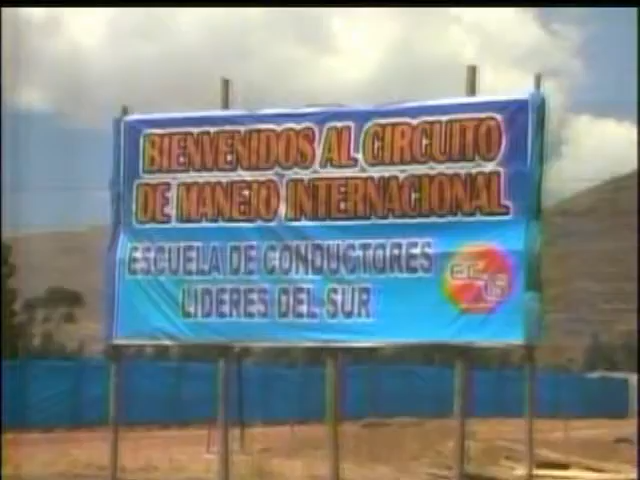 BIENVENIDOS AL CIRCUITO
DE MANEJO INTERNACIONAL
ESCUELA DE CONDUCTORES
LIDERES DEL SUR